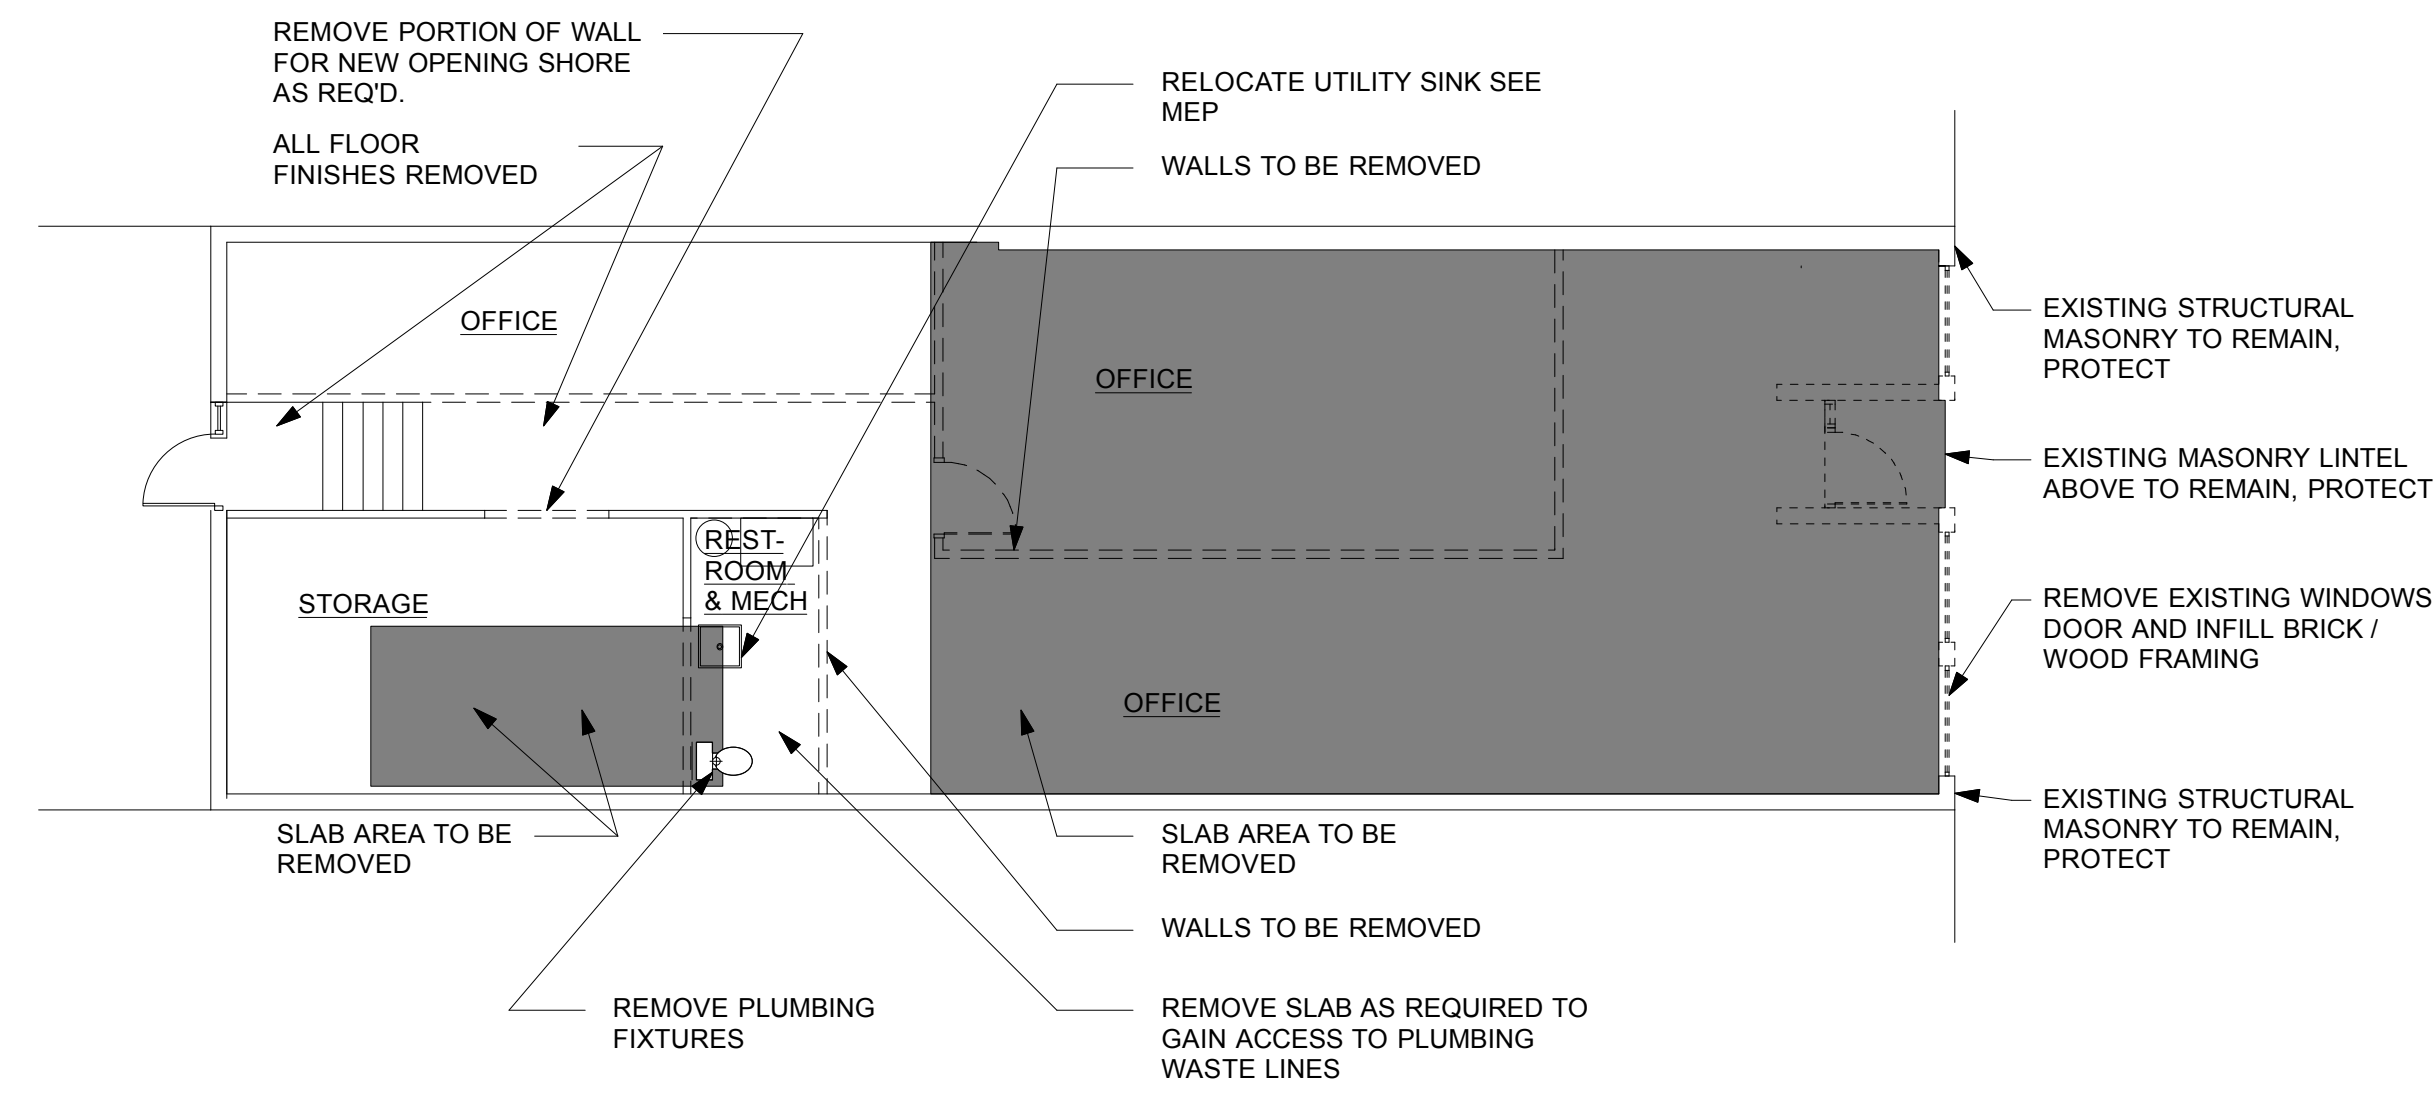 REMOVE PORTION OF WALL
FOR NEW OPENING SHORE
AS REQ'D.
ALL FLOOR
FINISHES REMOVED
RELOCATE UTILITY SINK SEE
MEP
WALLS TO BE REMOVED
OFFICE
OFFICE
REST-
ROOM
& MECH
STORAGE
OFFICE
EXISTING STRUCTURAL
MASONRY TO REMAIN,
PROTECT
EXISTING MASONRY LINTEL
ABOVE TO REMAIN, PROTECT
REMOVE EXISTING WINDOWS
DOOR AND INFILL BRICK /
WOOD FRAMING
EXISTING STRUCTURAL
MASONRY TO REMAIN,
PROTECT
SLAB AREA TO BE
REMOVED
SLAB AREA TO BE
REMOVED
WALLS TO BE REMOVED
REMOVE PLUMBING
FIXTURES
REMOVE SLAB AS REQUIRED TO
GAIN ACCESS TO PLUMBING
WASTE LINES